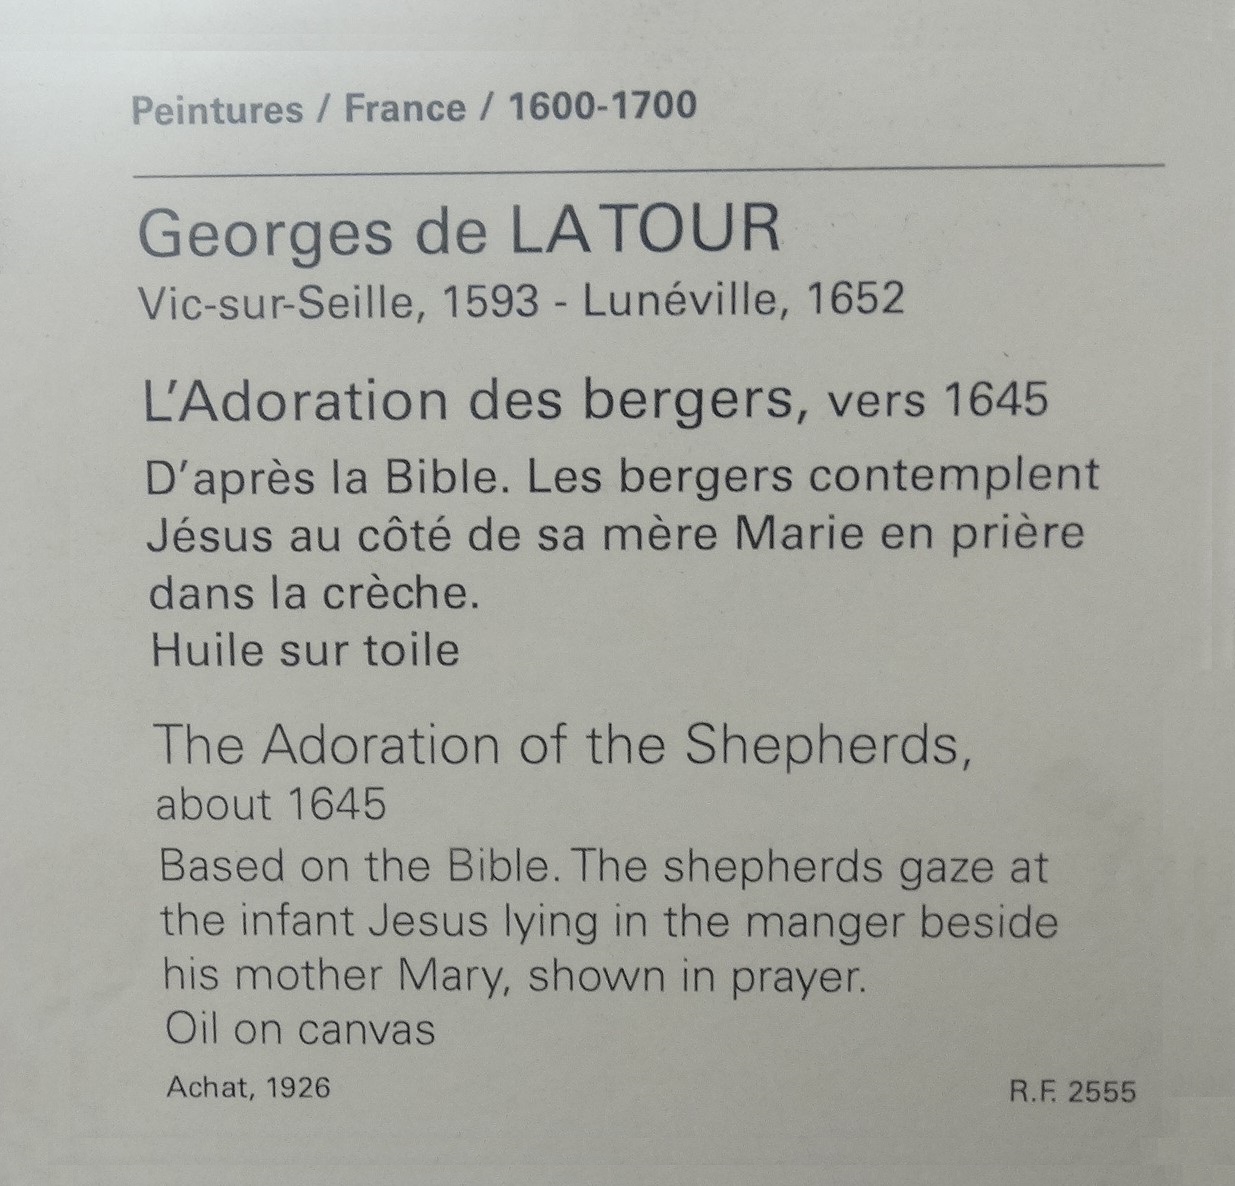 Peintures / France / 1600-1700
Georges de LA TOUR
Vic-sur-Seille, 1593 - Lunéville, 1652
L'Adoration des bergers, vers 1645
D'après la Bible. Les bergers contemplent
Jésus au côté de sa mère Marie en prière
dans la crèche.
Huile sur toile
The Adoration of the Shepherds,
about 1645
Based on the Bible. The shepherds gaze at
the infant Jesus lying in the manger beside
his mother Mary, shown in prayer.
Oil on canvas
Achat, 1926 R.F. 2555